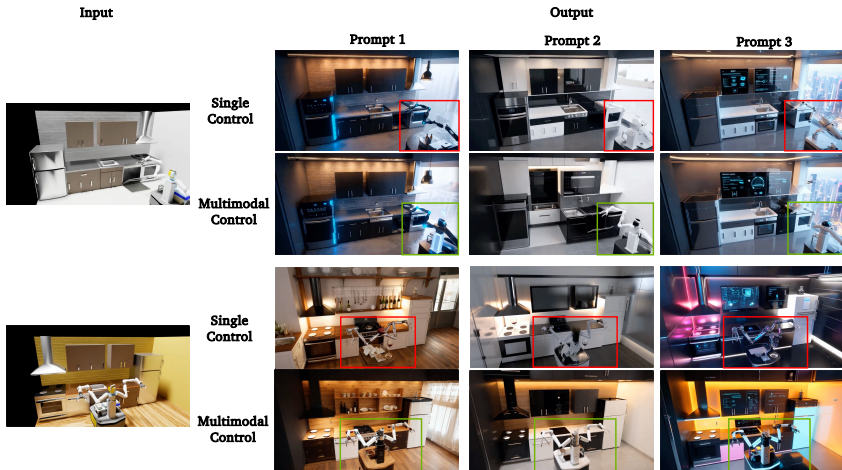 Input
Output
Prompt 1
Prompt 2
Prompt 3
Single
Control
Multimodal
Control
Single
Control
Multimodal
Control